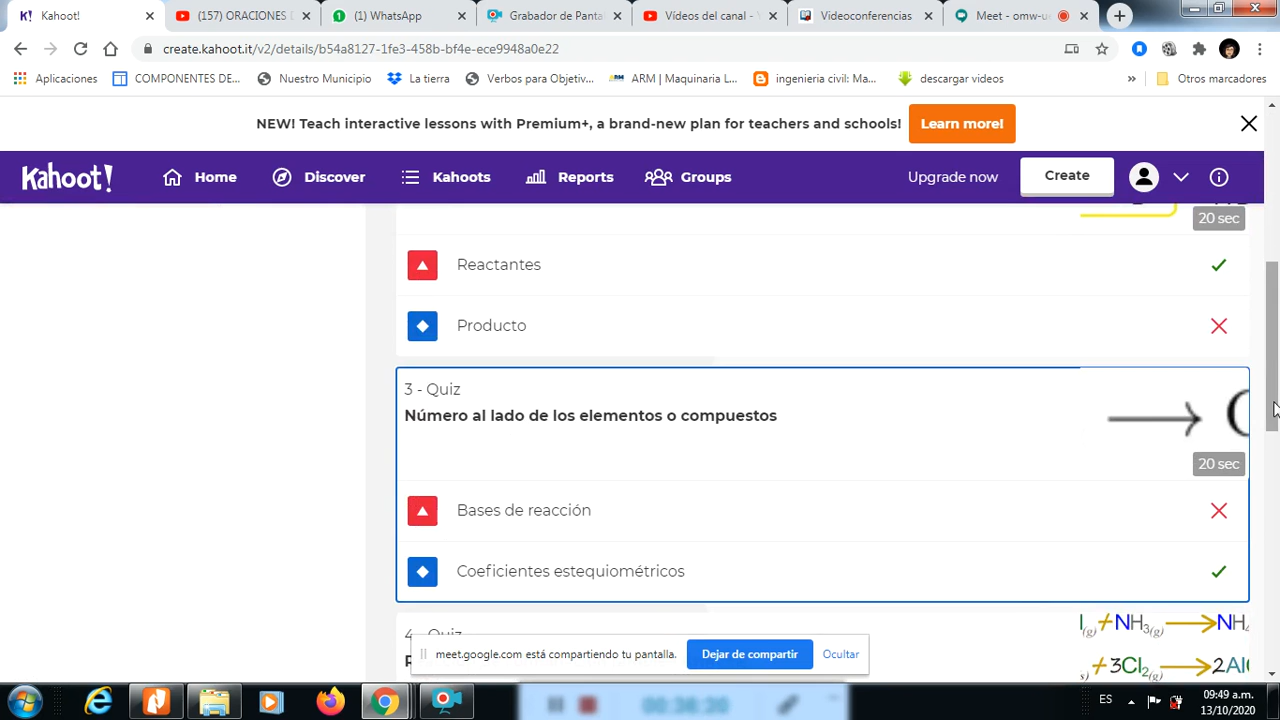 Kahoot!
(157) ORACIONES D
(1) WhatsApp
Grabador de Panta
Vídeos del canal - Y
Videoconferencias
Meet - omw-u
create.kahoot.it/v2/details/b54a8127-1fe3-458b-bf4e-ece9948a0e22
Aplicaciones
COMPONENTES DE...
Nuestro Municipio
La tierra
Verbos para Objetiv...
ARM | Maquinaria L...
ingenieria civil: Ma...
descargar videos
»
Otros marcadores
NEW! Teach interactive lessons with Premium+, a brand-new plan for teachers and schools!
Learn more!
Kahoot!
Home
Discover
Kahoots
Reports
Groups
Upgrade now
Create
20 sec
Reactantes
Producto
3 - Quiz
Número al lado de los elementos o compuestos
20 sec
Bases de reacción
Coeficientes estequiométricos
4 - Quiz
(g) + NH3(g) → NH4
+ 3Cl2(g) → 2Al
meet.google.com está compartiendo tu pantalla.
Dejar de compartir
Ocultar
ES
09:49 a.m.
13/10/2020